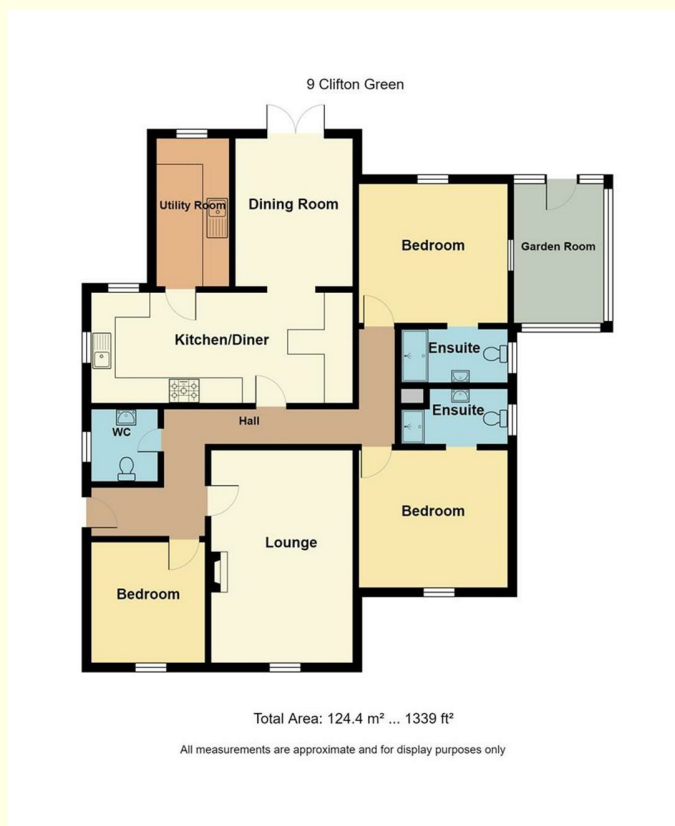 9 Clifton Green
Utility Room
Dining Room
Bedroom
Garden Room
Kitchen/Diner
Ensuite
Ensuite
Hall
WC
Bedroom
Lounge
Bedroom
Total Area: 124.4 m² ... 1339 ft²
All measurements are approximate and for display purposes only